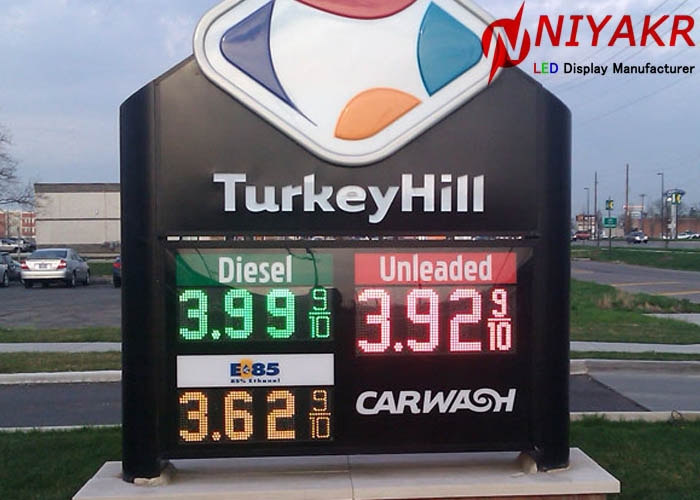 NIYAKR
LED Display Manufacturer
TurkeyHill
Diesel
3.99 9/10
Unleaded
3.92 9/10
E85
85% Ethanol
3.62 9/10
CARWASH